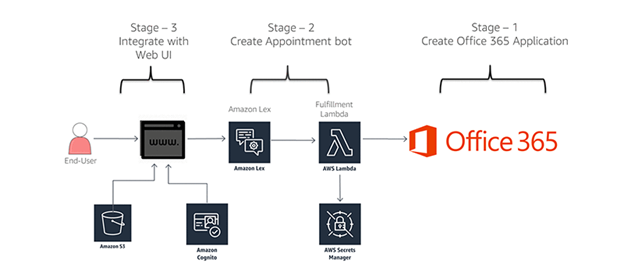 Stage – 3
Integrate with
Web UI
Stage – 2
Create Appointment bot
Stage – 1
Create Office 365 Application
Amazon Lex
Fulfillment
Lambda
www.
Office 365
End-User
Amazon Lex
AWS Lambda
Amazon S3
Amazon
Cognito
AWS Secrets
Manager